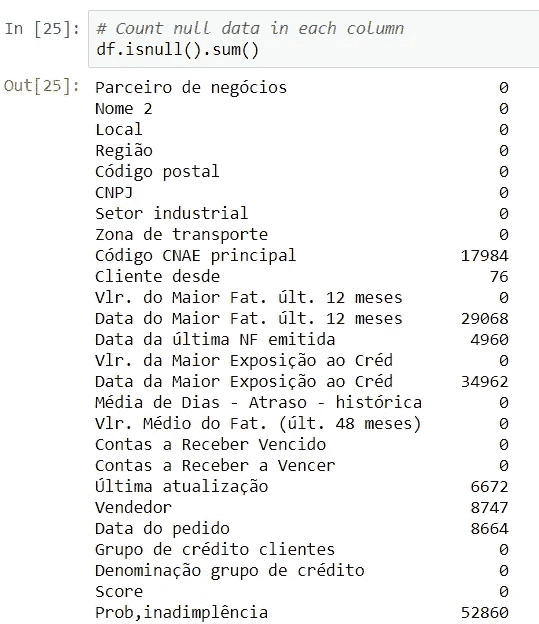 In [25]: # Count null data in each column
df.isnull().sum()
Out[25]: Parceiro de negócios 0
Nome 2 0
Local 0
Região 0
Código postal 0
CNPJ 0
Setor industrial 0
Zona de transporte 0
Código CNAE principal 17984
Cliente desde 76
Vlr. do Maior Fat. últ. 12 meses 0
Data do Maior Fat. últ. 12 meses 29068
Data da última NF emitida 4960
Vlr. da Maior Exposição ao Créd 0
Data da Maior Exposição ao Créd 34962
Média de Dias - Atraso - histórica 0
Vlr. Médio do Fat. (últ. 48 meses) 0
Contas a Receber Vencido 0
Contas a Receber a Vencer 0
Última atualização 6672
Vendedor 8747
Data do pedido 8664
Grupo de crédito clientes 0
Denominação grupo de crédito 0
Score 0
Prob,inadimplência 52860